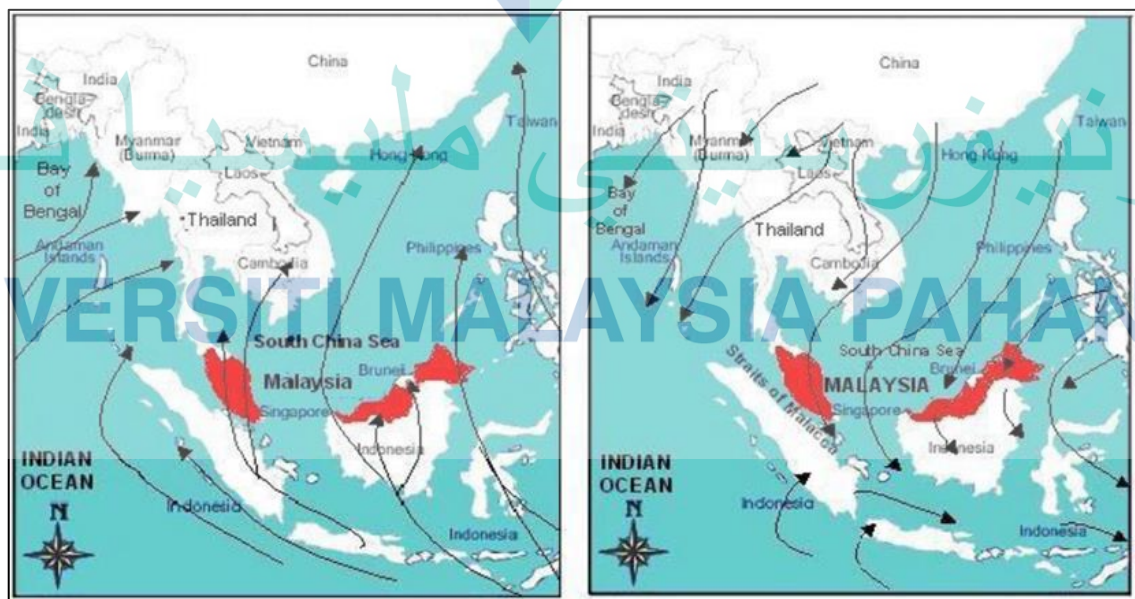 China
India
Bengla
desh
India
Myanmar
(Burma)
Vietnam
Hong Kong
Taiwan
Laos
Bay
of
Bengal
Thailand
Andaman
Islands
Cambodia
Philippines
South China Sea
Malaysia
Brunei
Singapore
Indonesia
INDIAN
OCEAN
N
Indonesia
Indonesia
China
India
Bengla
desh
India
Myanmar
(Burma)
Vietnam
Hong Kong
Taiwan
Laos
Bay
of
Bengal
Thailand
Andaman
Islands
Cambodia
Philippines
South China Sea
Straits of Malacca
MALAYSIA
Brunei
Singapore
Indonesia
INDIAN
OCEAN
N
Indonesia
Indonesia
MALAYSIA